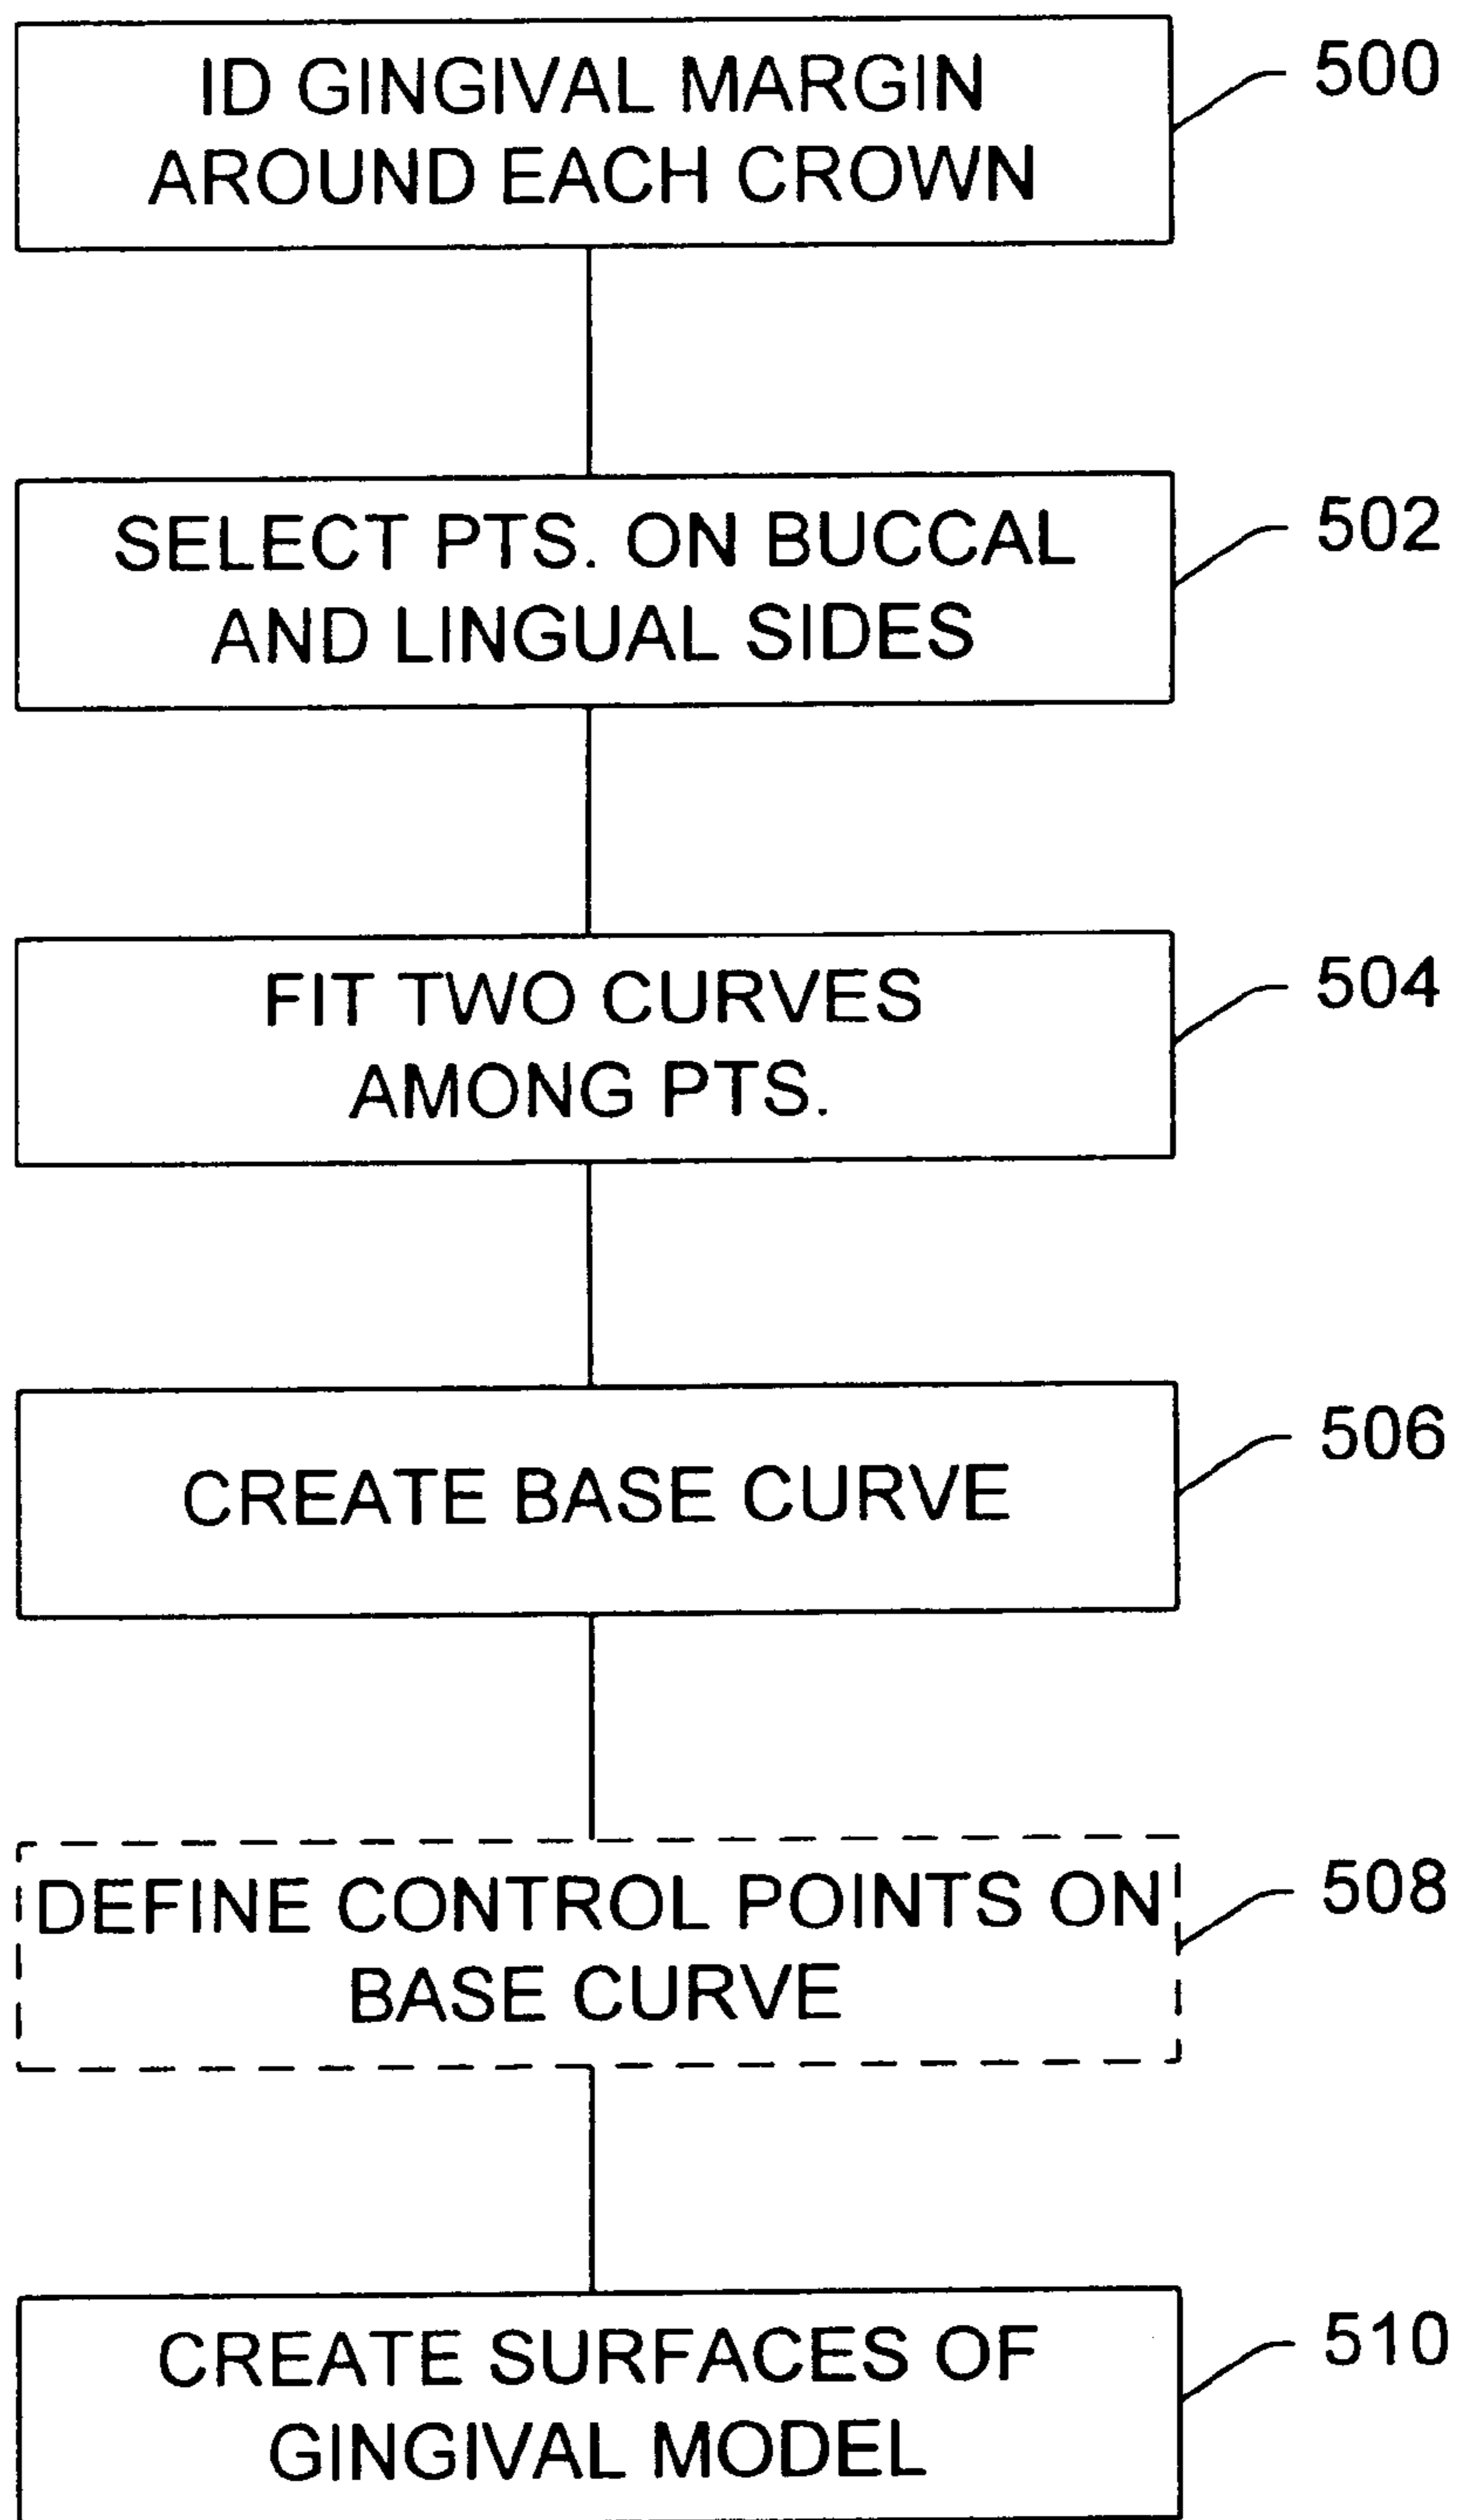 ID GINGIVAL MARGIN
AROUND EACH CROWN
500
SELECT PTS. ON BUCCAL
AND LINGUAL SIDES
502
FIT TWO CURVES
AMONG PTS.
504
CREATE BASE CURVE
506
DEFINE CONTROL POINTS ON
BASE CURVE
508
CREATE SURFACES OF
GINGIVAL MODEL
510